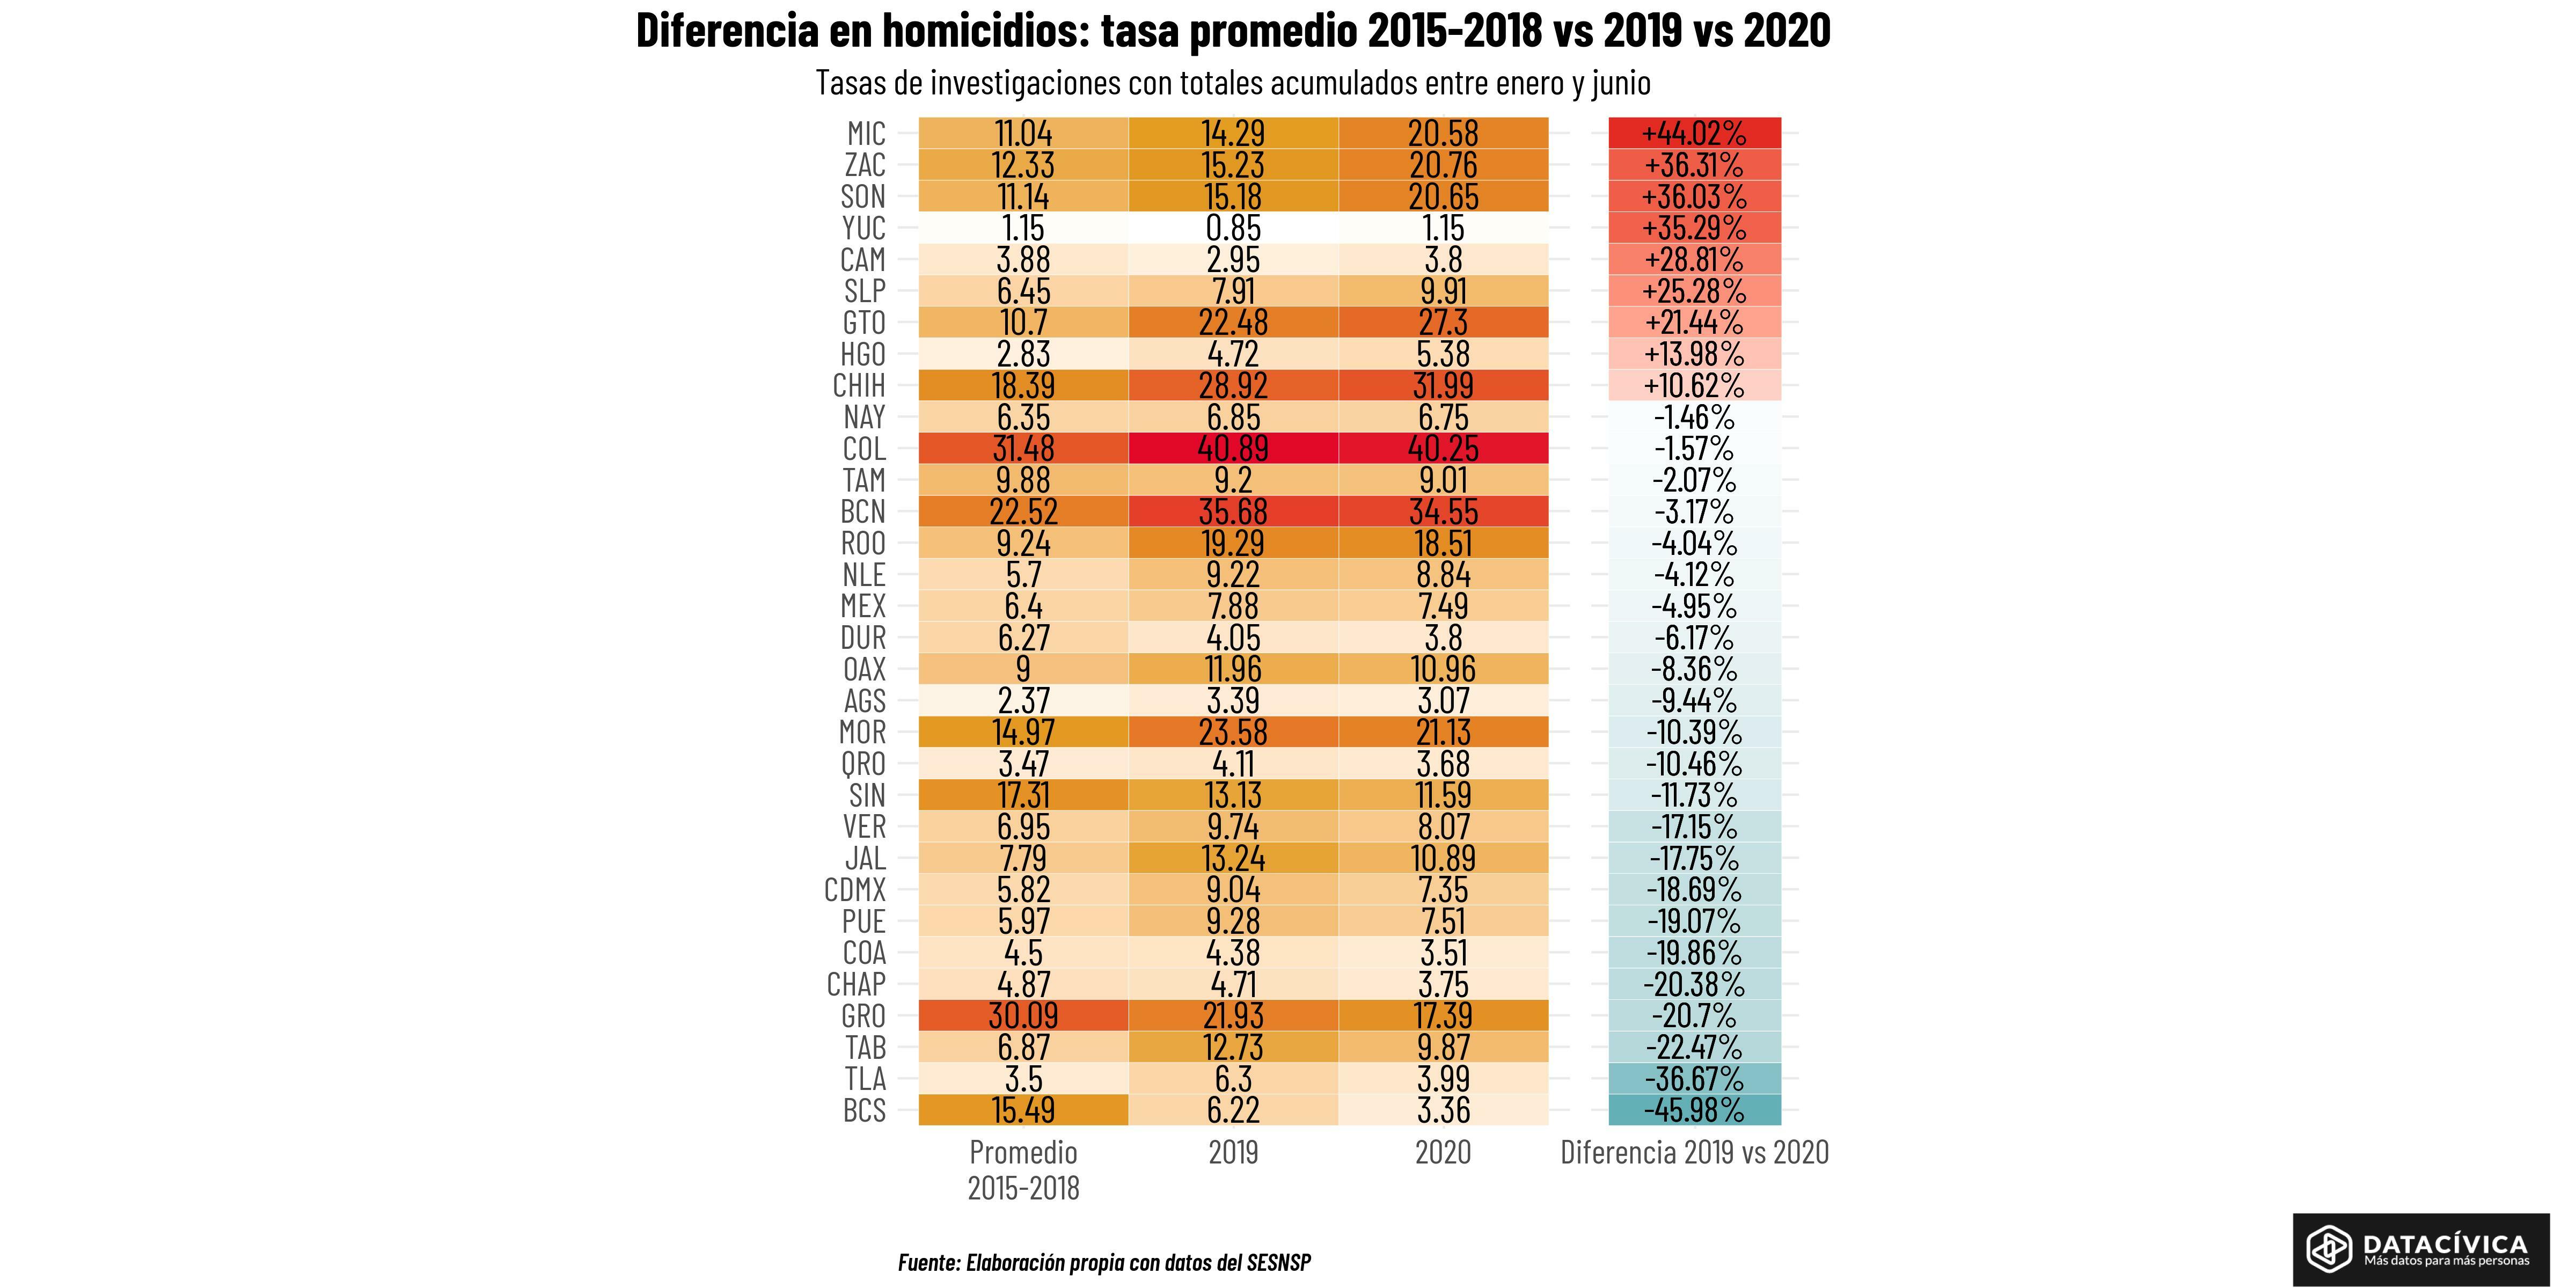 Diferencia en homicidios: tasa promedio 2015-2018 vs 2019 vs 2020
Tasas de investigaciones con totales acumulados entre enero y junio
MIC 11.04 14.29 20.58 +44.02%
ZAC 12.33 15.23 20.76 +36.31%
SON 11.14 15.18 20.65 +36.03%
YUC 1.15 0.85 1.15 +35.29%
CAM 3.88 2.95 3.8 +28.81%
SLP 6.45 7.91 9.91 +25.28%
GTO 10.7 22.48 27.3 +21.44%
HGO 2.83 4.72 5.38 +13.98%
CHIH 18.39 28.92 31.99 +10.62%
NAY 6.35 6.85 6.75 -1.46%
COL 31.48 40.89 40.25 -1.57%
TAM 9.88 9.2 9.01 -2.07%
BCN 22.52 35.68 34.55 -3.17%
ROO 9.24 19.29 18.51 -4.04%
NLE 5.7 9.22 8.84 -4.12%
MEX 6.4 7.88 7.49 -4.95%
DUR 6.27 4.05 3.8 -6.17%
OAX 9 11.96 10.96 -8.36%
AGS 2.37 3.39 3.07 -9.44%
MOR 14.97 23.58 21.13 -10.39%
QRO 3.47 4.11 3.68 -10.46%
SIN 17.31 13.13 11.59 -11.73%
VER 6.95 9.74 8.07 -17.15%
JAL 7.79 13.24 10.89 -17.75%
CDMX 5.82 9.04 7.35 -18.69%
PUE 5.97 9.28 7.51 -19.07%
COA 4.5 4.38 3.51 -19.86%
CHAP 4.87 4.71 3.75 -20.38%
GRO 30.09 21.93 17.39 -20.7%
TAB 6.87 12.73 9.87 -22.47%
TLA 3.5 6.3 3.99 -36.67%
BCS 15.49 6.22 3.36 -45.98%
Promedio 2019 2020 Diferencia 2019 vs 2020
2015-2018
Fuente: Elaboración propia con datos del SESNSP
DATACÍVICA
Más datos para más personas